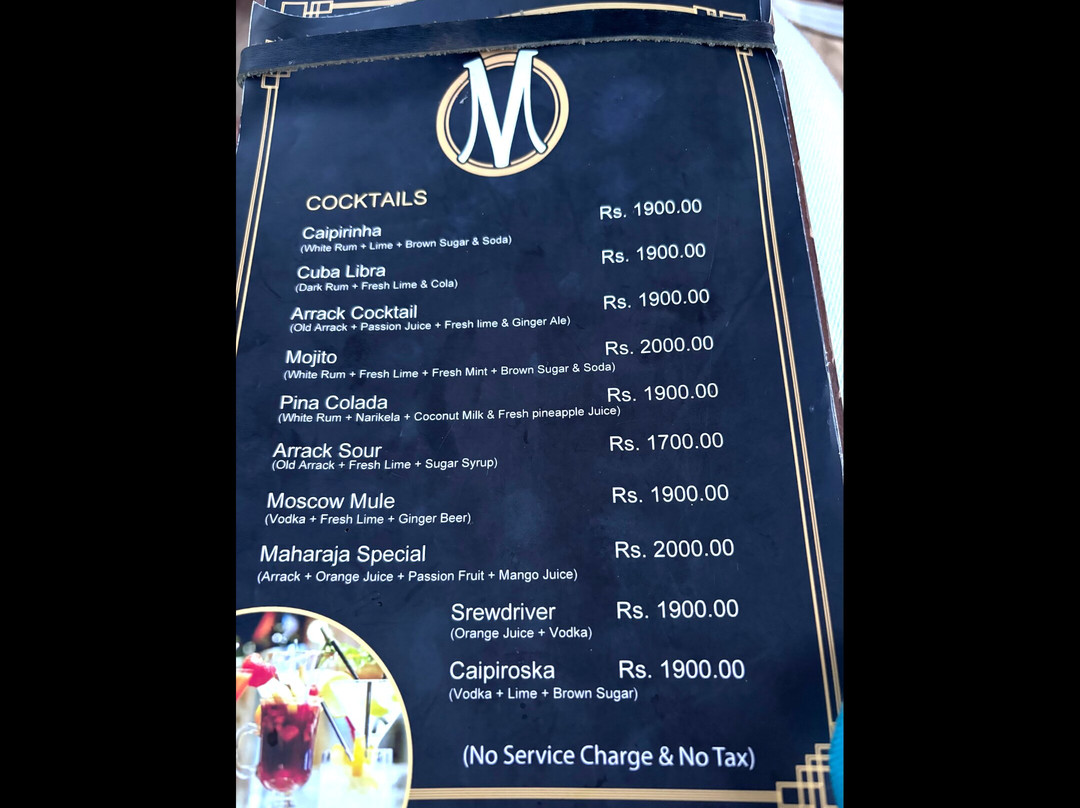 M
COCKTAILS
Caipirinha Rs. 1900.00
(White Rum + Lime + Brown Sugar & Soda)
Cuba Libra Rs. 1900.00
(Dark Rum + Fresh Lime & Cola)
Arrack Cocktail Rs. 1900.00
(Old Arrack + Passion Juice + Fresh lime & Ginger Ale)
Mojito Rs. 2000.00
(White Rum + Fresh Lime + Fresh Mint + Brown Sugar & Soda)
Pina Colada Rs. 1900.00
(White Rum + Narikela + Coconut Milk & Fresh pineapple Juice)
Arrack Sour Rs. 1700.00
(Old Arrack + Fresh Lime + Sugar Syrup)
Moscow Mule Rs. 1900.00
(Vodka + Fresh Lime + Ginger Beer)
Maharaja Special Rs. 2000.00
(Arrack + Orange Juice + Passion Fruit + Mango Juice)
Srewdriver Rs. 1900.00
(Orange Juice + Vodka)
Caipiroska Rs. 1900.00
(Vodka + Lime + Brown Sugar)
(No Service Charge & No Tax)